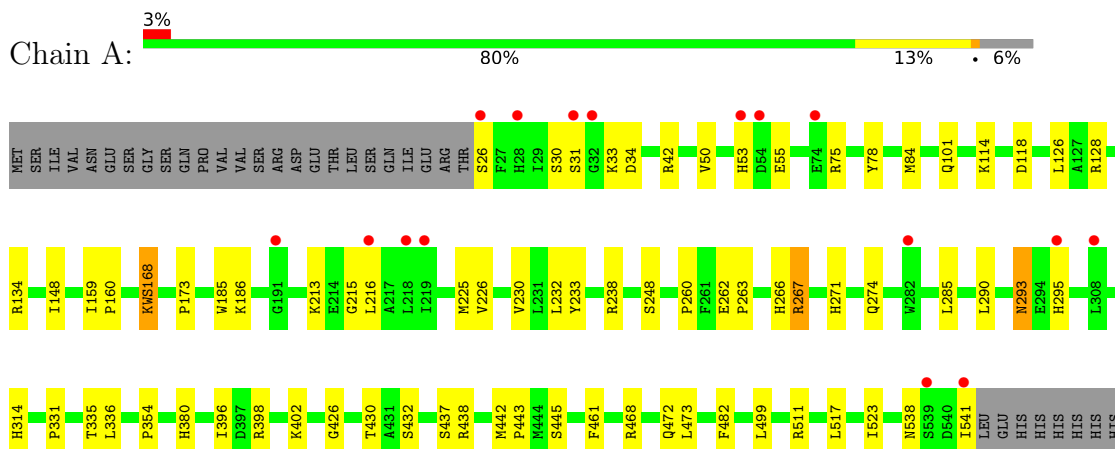 3%
Chain A:
80% 13% • 6%
MET SER ILE VAL ASN GLU SER GLY SER GLN PRO VAL VAL SER ARG ASP GLU THR LEU SER GLN ILE GLU ARG THR S26 F27 H28 I29 S30 S31 G32 K33 D34 R42 V50 H53 D54 E55 E74 R75 Y78 M84 Q101 K114 D118 L126 A127 R128
R134 I148 I159 P160 KWS168 P173 W185 K186 G191 K213 E214 G215 L216 A217 L218 I219 M225 V226 V230 L231 L232 Y233 R238 S248 P260 F261 E262 P263 H266 R267 H271 Q274 W282 L285 L290 N293 E294 H295 L308
H314 P331 T335 L336 P354 H380 I396 D397 R398 K402 G426 T430 A431 S432 S437 R438 M442 P443 M444 S445 F461 R468 Q472 L473 F482 L499 R511 L517 I523 N538 S539 D540 I541 LEU GLU HIS HIS HIS HIS HIS HIS